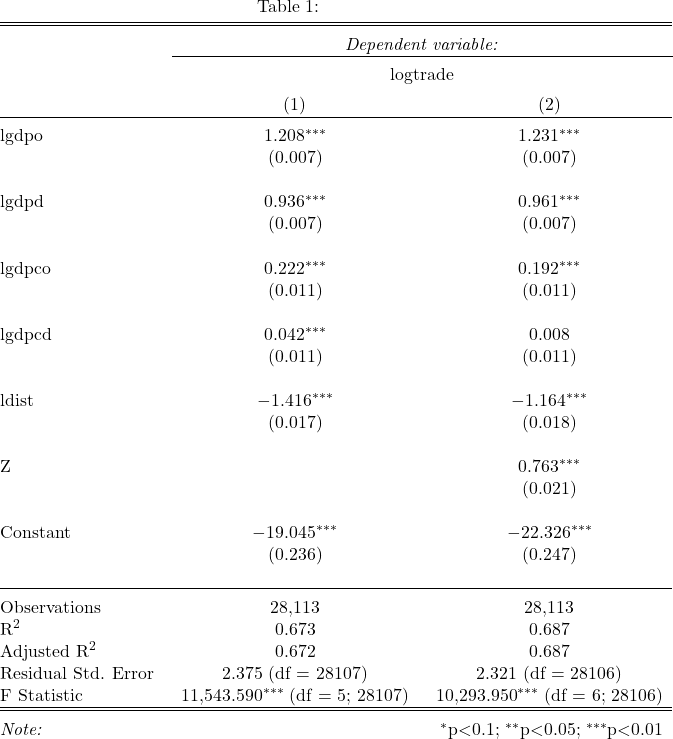 Table 1:
Dependent variable:
logtrade
(1) (2)
lgdpo 1.208*** 1.231***
(0.007) (0.007)
lgdpd 0.936*** 0.961***
(0.007) (0.007)
lgdpco 0.222*** 0.192***
(0.011) (0.011)
lgdpcd 0.042*** 0.008
(0.011) (0.011)
ldist −1.416*** −1.164***
(0.017) (0.018)
Z 0.763***
(0.021)
Constant −19.045*** −22.326***
(0.236) (0.247)
Observations 28,113 28,113
R² 0.673 0.687
Adjusted R² 0.672 0.687
Residual Std. Error 2.375 (df = 28107) 2.321 (df = 28106)
F Statistic 11,543.590*** (df = 5; 28107) 10,293.950*** (df = 6; 28106)
Note: *p<0.1; **p<0.05; ***p<0.01